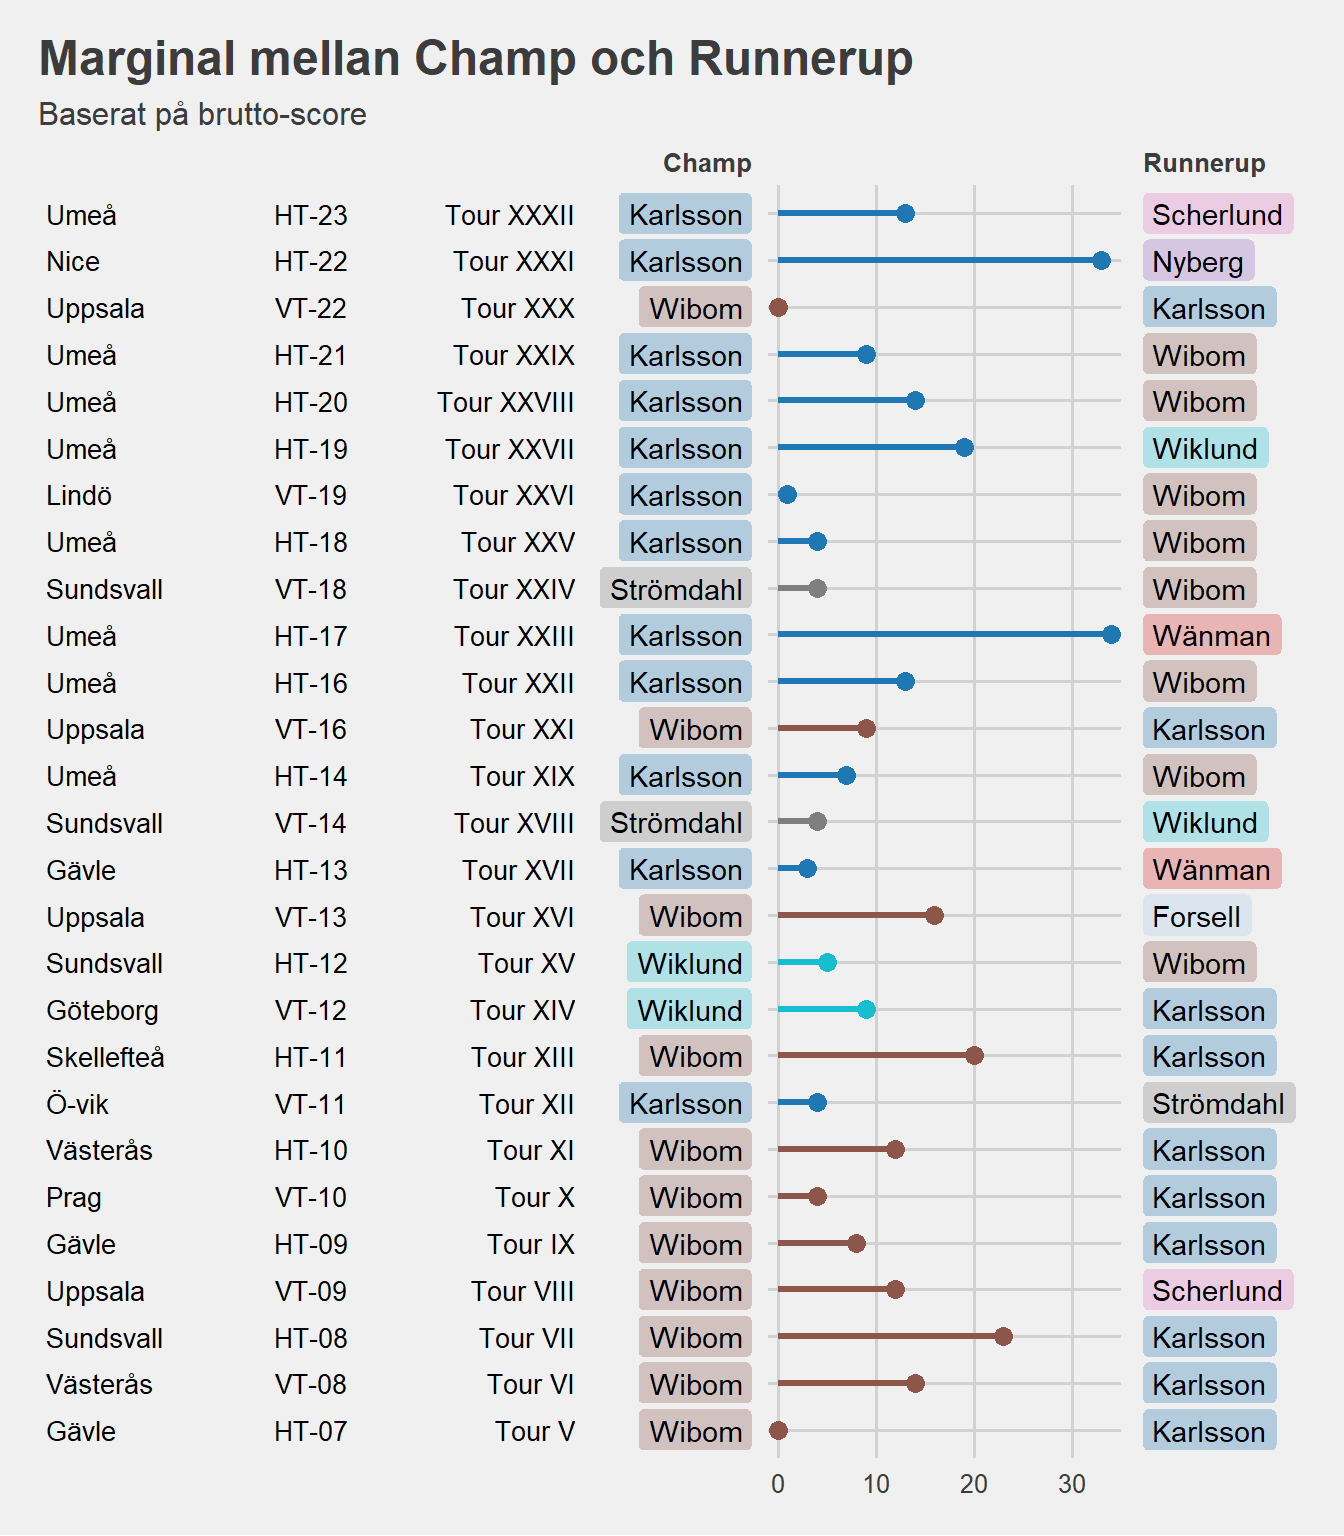 Marginal mellan Champ och Runnerup
Baserat på brutto-score
Champ Runnerup
Umeå HT-23 Tour XXXII Karlsson Scherlund
Nice HT-22 Tour XXXI Karlsson Nyberg
Uppsala VT-22 Tour XXX Wibom Karlsson
Umeå HT-21 Tour XXIX Karlsson Wibom
Umeå HT-20 Tour XXVIII Karlsson Wibom
Umeå HT-19 Tour XXVII Karlsson Wiklund
Lindö VT-19 Tour XXVI Karlsson Wibom
Umeå HT-18 Tour XXV Karlsson Wibom
Sundsvall VT-18 Tour XXIV Strömdahl Wibom
Umeå HT-17 Tour XXIII Karlsson Wänman
Umeå HT-16 Tour XXII Karlsson Wibom
Uppsala VT-16 Tour XXI Wibom Karlsson
Umeå HT-14 Tour XIX Karlsson Wibom
Sundsvall VT-14 Tour XVIII Strömdahl Wiklund
Gävle HT-13 Tour XVII Karlsson Wänman
Uppsala VT-13 Tour XVI Wibom Forsell
Sundsvall HT-12 Tour XV Wiklund Wibom
Göteborg VT-12 Tour XIV Wiklund Karlsson
Skellefteå HT-11 Tour XIII Wibom Karlsson
Ö-vik VT-11 Tour XII Karlsson Strömdahl
Västerås HT-10 Tour XI Wibom Karlsson
Prag VT-10 Tour X Wibom Karlsson
Gävle HT-09 Tour IX Wibom Karlsson
Uppsala VT-09 Tour VIII Wibom Scherlund
Sundsvall HT-08 Tour VII Wibom Karlsson
Västerås VT-08 Tour VI Wibom Karlsson
Gävle HT-07 Tour V Wibom Karlsson
0 10 20 30